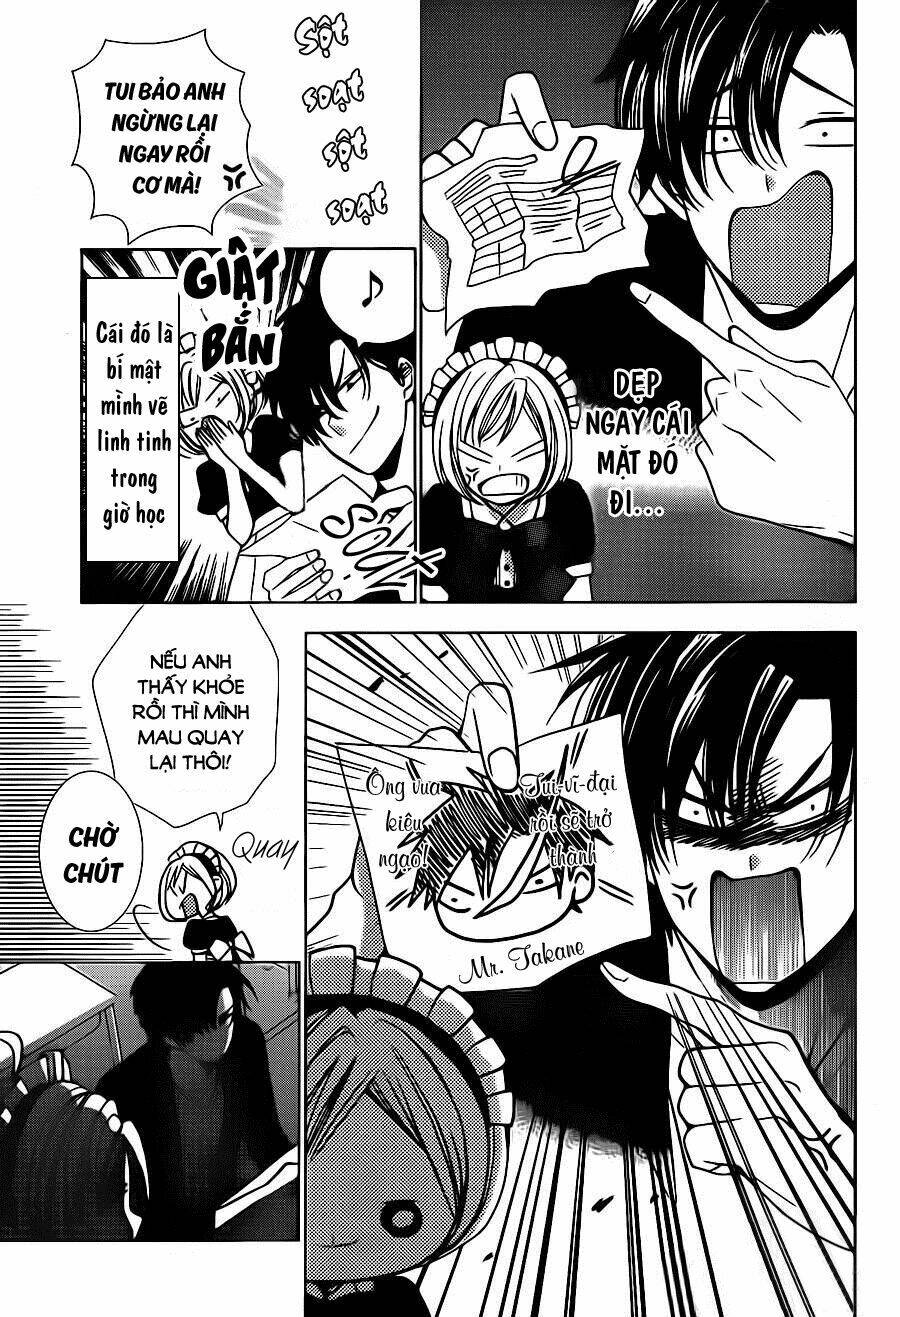 DẸP
NGAY CÁI
MẶT ĐÓ
ĐI...
Sột
soạt
sột
soạt
TUI BẢO ANH
NGỪNG LẠI
NGAY RỒI
CƠ MÀ!
GIẬT
BẮN
Cái đó là
bí mật
mình vẽ
linh tinh
trong
giờ học
SOẠT
Tui-vĩ-đại
rồi sẽ trở
thành
Ông vua
kiêu
ngạo!
Mr. Takane
NẾU ANH
THẤY KHỎE
RỒI THÌ MÌNH
MAU QUAY
LẠI THÔI!
Quay
CHỜ
CHÚT